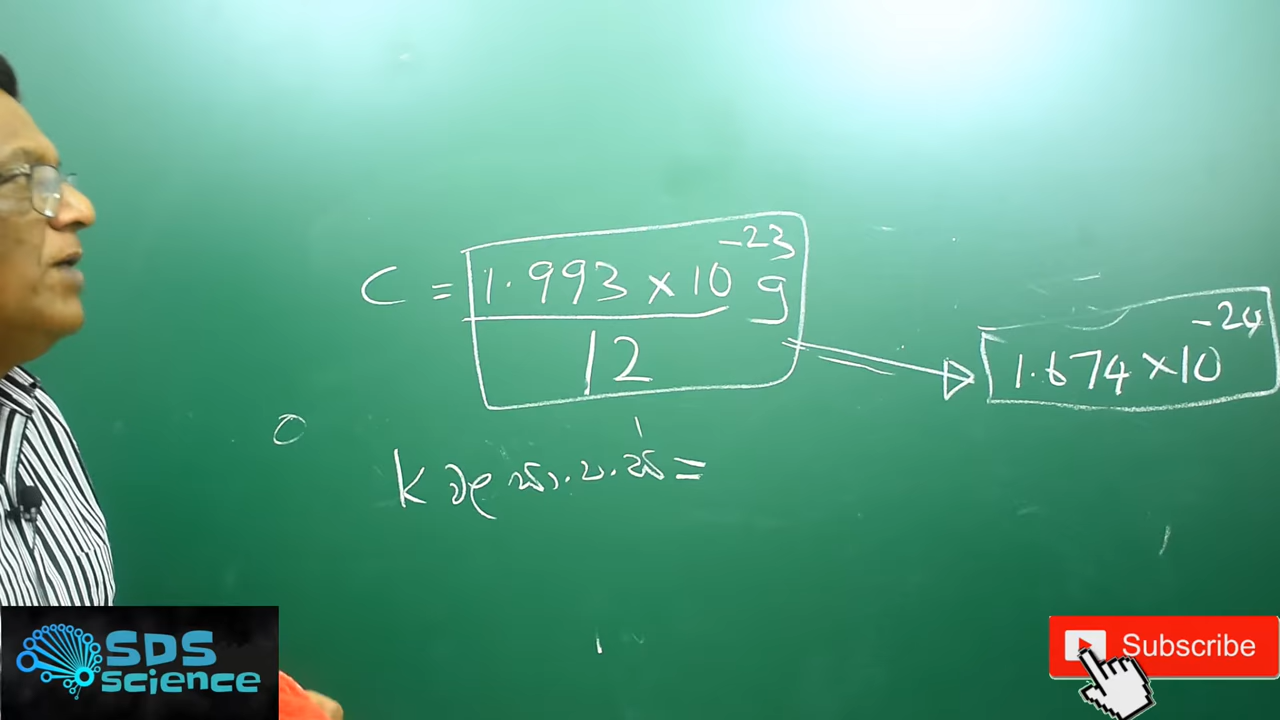 C = 1.993 × 10⁻²³ g
12
1.674 × 10⁻²⁴
K වල සා.ප.ස් =
SDS
science
Subscribe